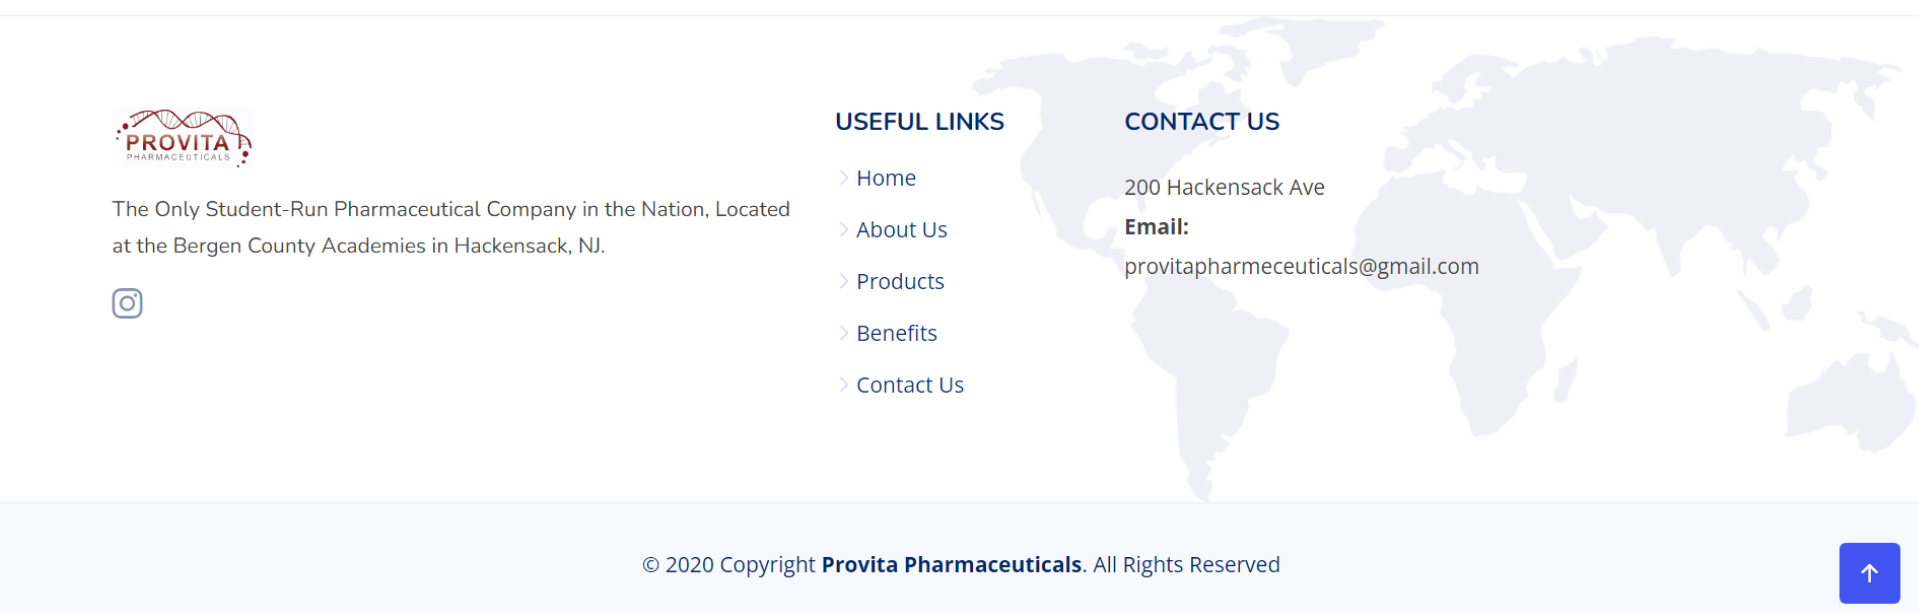 PROVITA
PHARMACEUTICALS
The Only Student-Run Pharmaceutical Company in the Nation, Located
at the Bergen County Academies in Hackensack, NJ.
USEFUL LINKS
Home
About Us
Products
Benefits
Contact Us
CONTACT US
200 Hackensack Ave
Email:
provitapharmeceuticals@gmail.com
© 2020 Copyright Provita Pharmaceuticals. All Rights Reserved